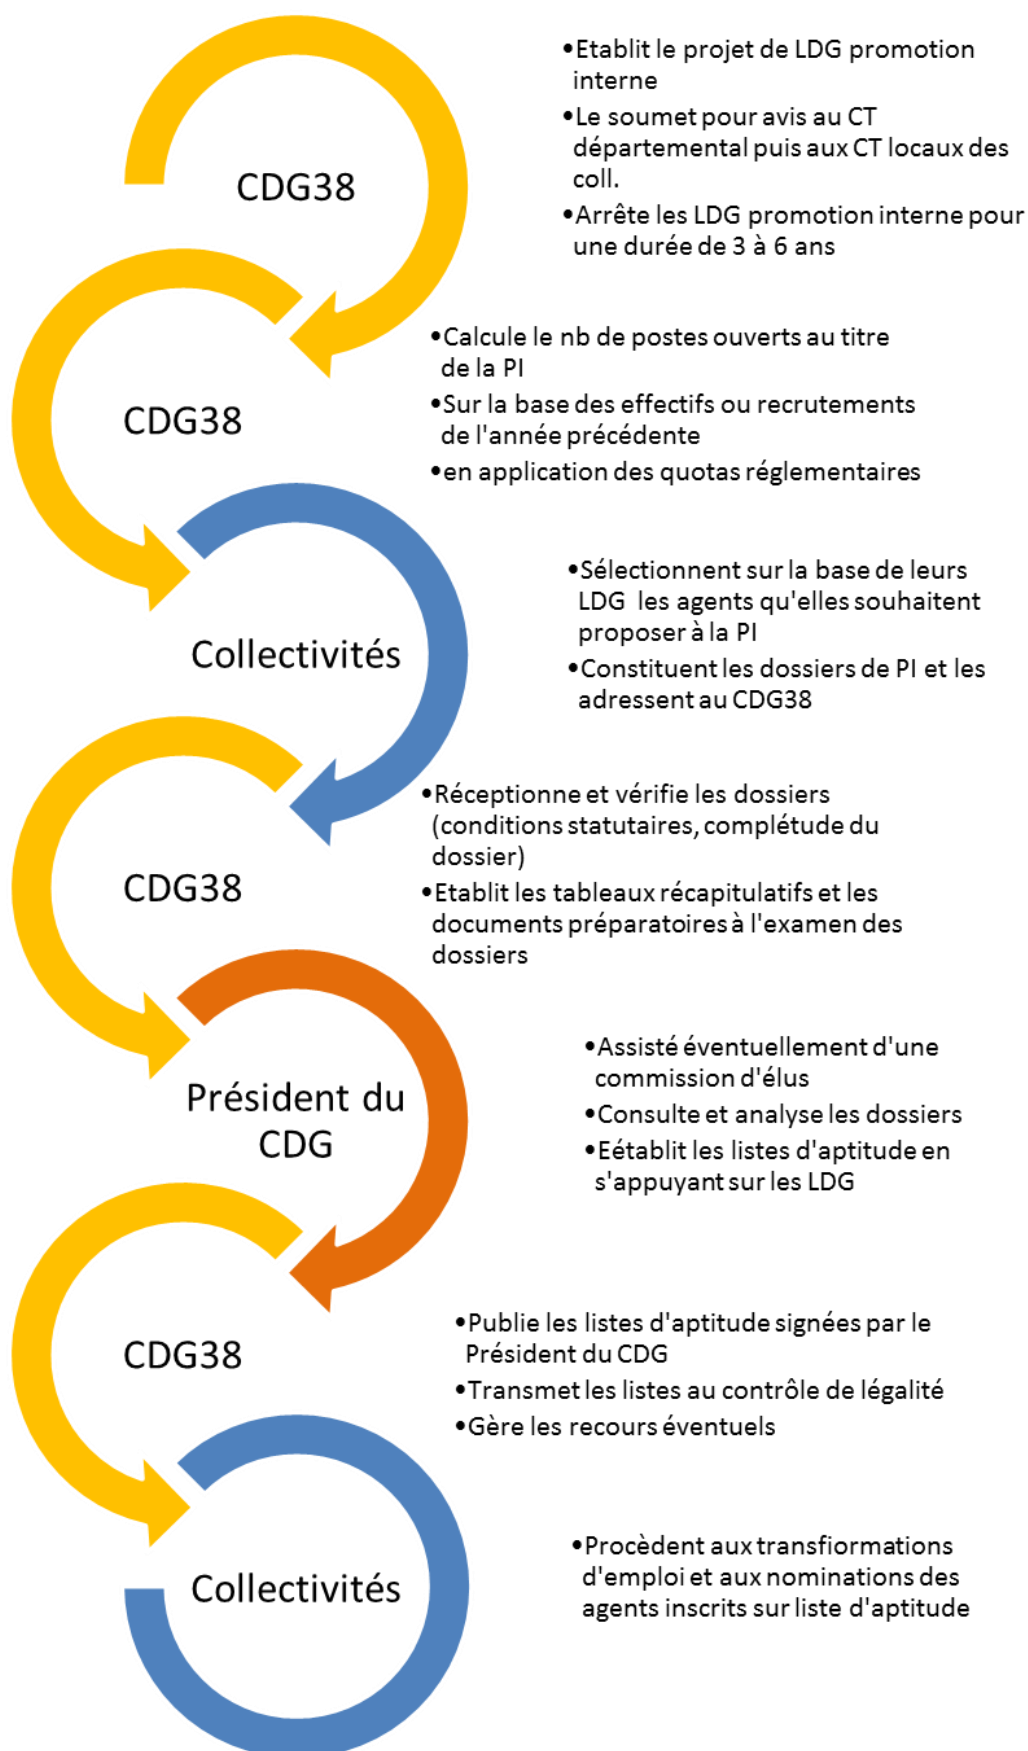 CDG38
•Etablit le projet de LDG promotion
interne
•Le soumet pour avis au CT
départemental puis aux CT locaux des
coll.
•Arrête les LDG promotion interne pour
une durée de 3 à 6 ans
CDG38
•Calcule le nb de postes ouverts au titre
de la PI
•Sur la base des effectifs ou recrutements
de l'année précédente
•en application des quotas réglementaires
Collectivités
•Sélectionnent sur la base de leurs
LDG les agents qu'elles souhaitent
proposer à la PI
•Constituent les dossiers de PI et les
adressent au CDG38
CDG38
•Réceptionne et vérifie les dossiers
(conditions statutaires, complétude du
dossier)
•Etablit les tableaux récapitulatifs et les
documents préparatoires à l'examen des
dossiers
Président du
CDG
•Assisté éventuellement d'une
commission d'élus
•Consulte et analyse les dossiers
•Eétablit les listes d'aptitude en
s'appuyant sur les LDG
CDG38
•Publie les listes d'aptitude signées par le
Président du CDG
•Transmet les listes au contrôle de légalité
•Gère les recours éventuels
Collectivités
•Procèdent aux transfiormations
d'emploi et aux nominations des
agents inscrits sur liste d'aptitude